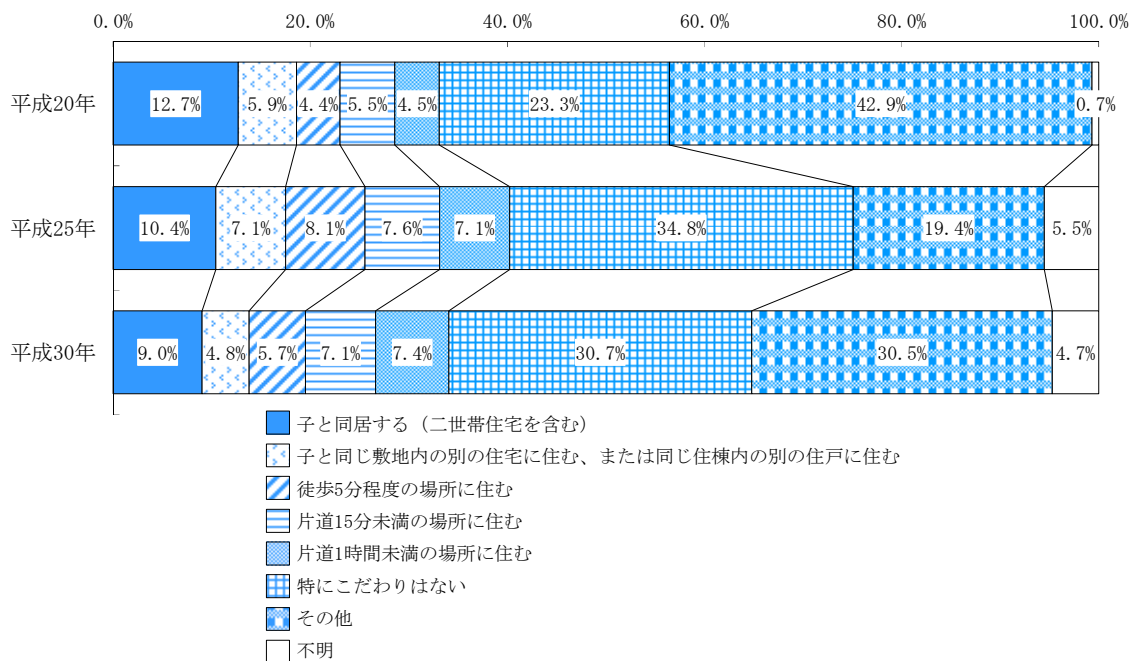 0.0% 20.0% 40.0% 60.0% 80.0% 100.0%
平成20年 12.7% 5.9% 4.4% 5.5% 4.5% 23.3% 42.9% 0.7%
平成25年 10.4% 7.1% 8.1% 7.6% 7.1% 34.8% 19.4% 5.5%
平成30年 9.0% 4.8% 5.7% 7.1% 7.4% 30.7% 30.5% 4.7%
子と同居する（二世帯住宅を含む）
子と同じ敷地内の別の住宅に住む、または同じ住棟内の別の住戸に住む
徒歩5分程度の場所に住む
片道15分未満の場所に住む
片道1時間未満の場所に住む
特にこだわりはない
その他
不明